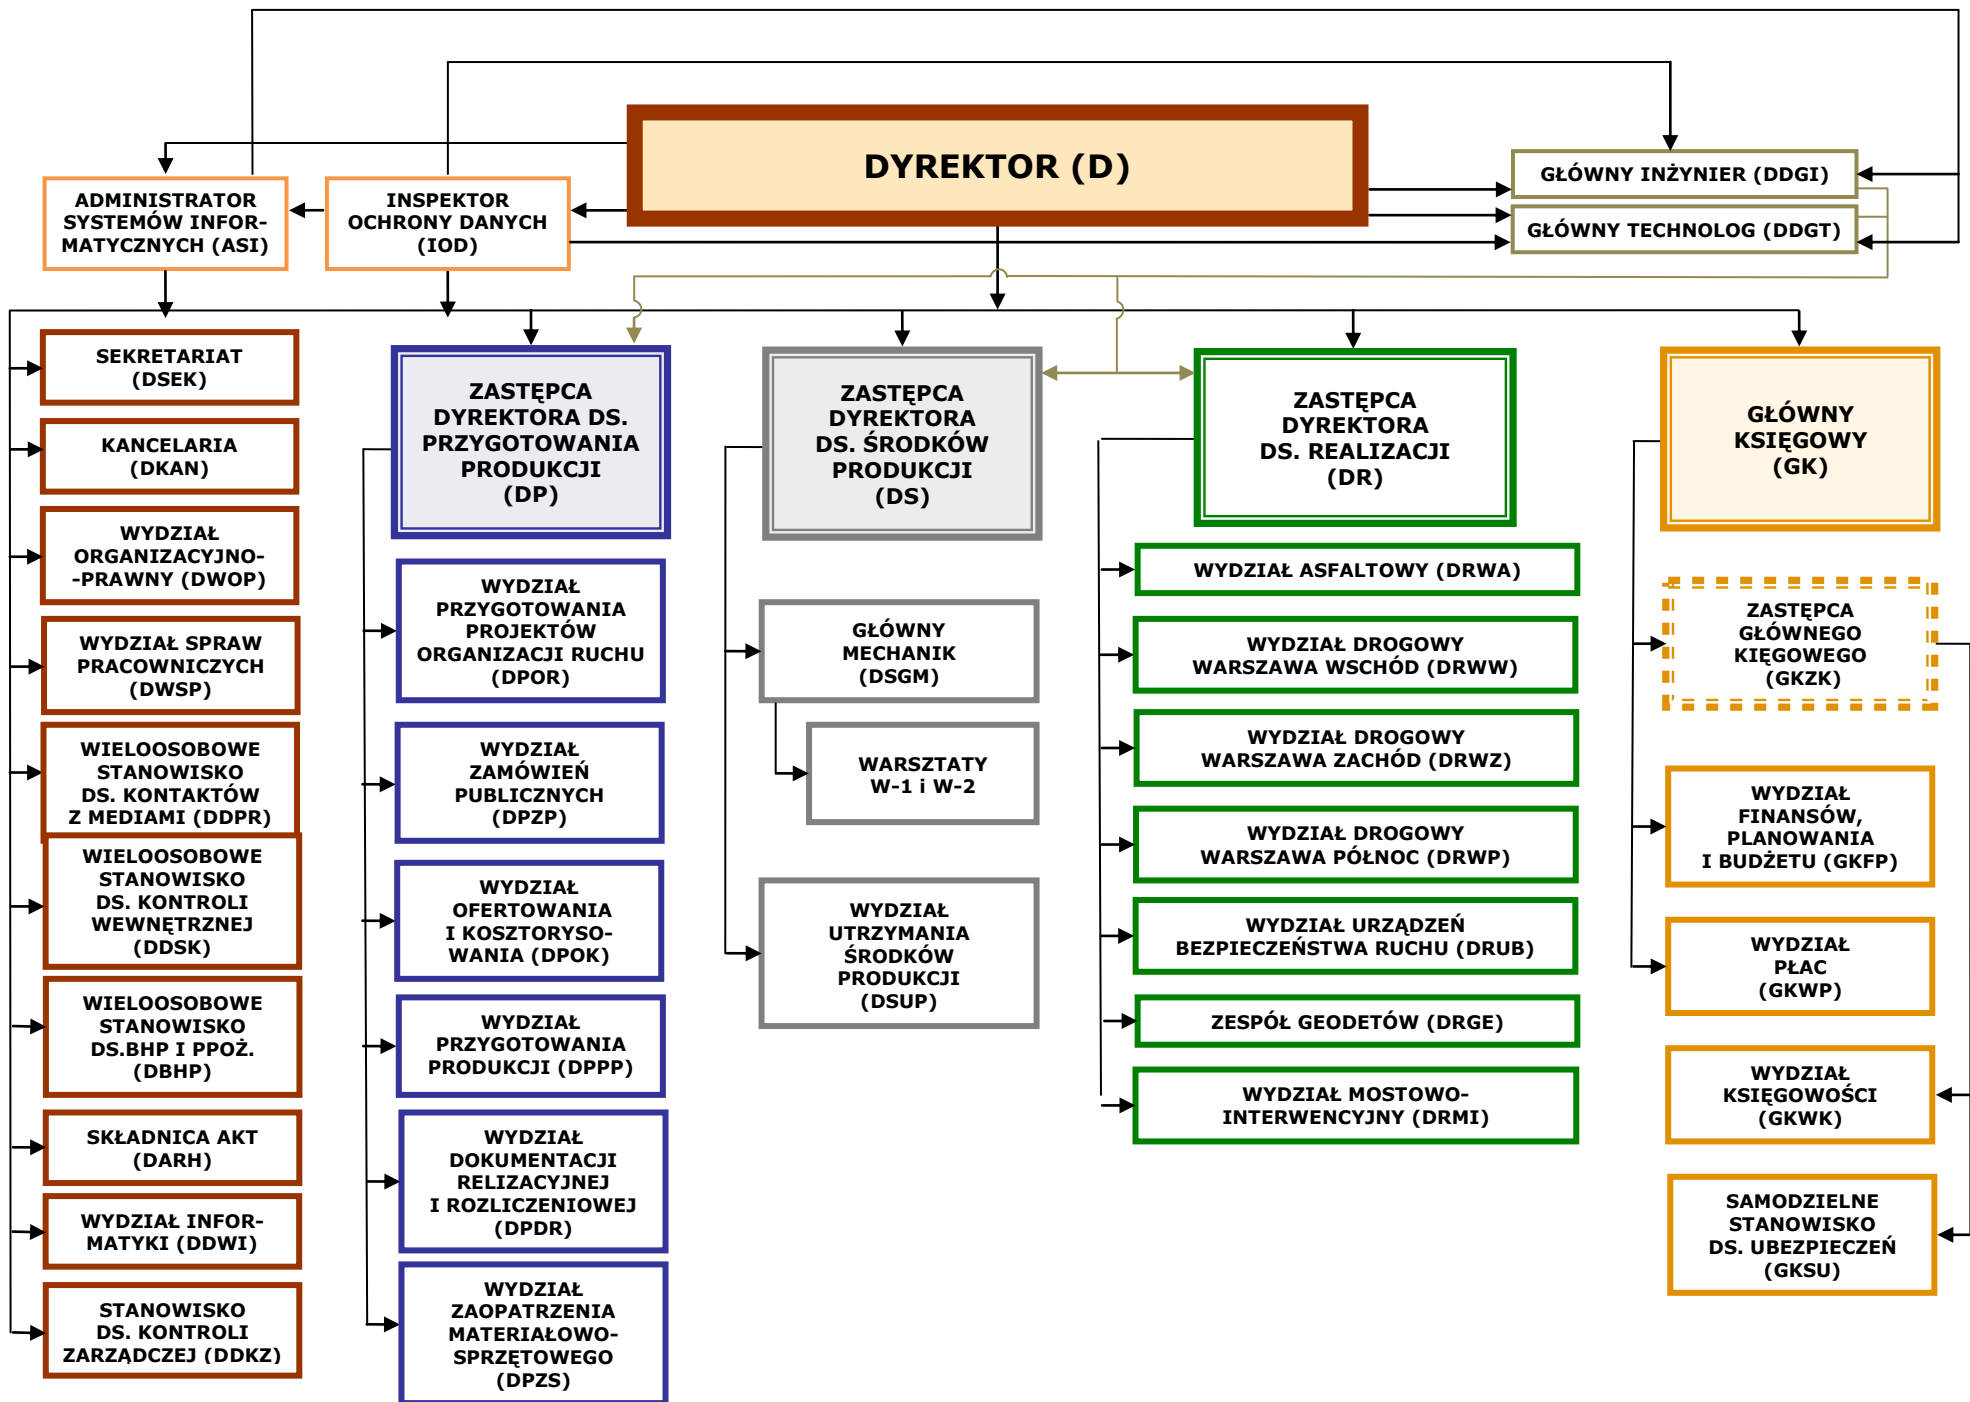 DYREKTOR (D)
ADMINISTRATOR
SYSTEMÓW INFOR-
MATYCZNYCH (ASI)
INSPEKTOR
OCHRONY DANYCH
(IOD)
GŁÓWNY INŻYNIER (DDGI)
GŁÓWNY TECHNOLOG (DDGT)
SEKRETARIAT
(DSEK)
KANCELARIA
(DKAN)
WYDZIAŁ
ORGANIZACYJNO-
-PRAWNY (DWOP)
WYDZIAŁ SPRAW
PRACOWNICZYCH
(DWSP)
WIELOOSOBOWE
STANOWISKO
DS. KONTAKTÓW
Z MEDIAMI (DDPR)
WIELOOSOBOWE
STANOWISKO
DS. KONTROLI
WEWNĘTRZNEJ
(DDSK)
WIELOOSOBOWE
STANOWISKO
DS.BHP I PPOŻ.
(DBHP)
SKŁADNICA AKT
(DARH)
WYDZIAŁ INFOR-
MATYKI (DDWI)
STANOWISKO
DS. KONTROLI
ZARZĄDCZEJ (DDKZ)
ZASTĘPCA
DYREKTORA DS.
PRZYGOTOWANIA
PRODUKCJI
(DP)
WYDZIAŁ
PRZYGOTOWANIA
PROJEKTÓW
ORGANIZACJI RUCHU
(DPOR)
WYDZIAŁ
ZAMÓWIEŃ
PUBLICZNYCH
(DPZP)
WYDZIAŁ
OFERTOWANIA
I KOSZTORYSO-
WANIA (DPOK)
WYDZIAŁ
PRZYGOTOWANIA
PRODUKCJI (DPPP)
WYDZIAŁ
DOKUMENTACJI
RELIZACYJNEJ
I ROZLICZENIOWEJ
(DPDR)
WYDZIAŁ
ZAOPATRZENIA
MATERIAŁOWO-
SPRZĘTOWEGO
(DPZS)
ZASTĘPCA
DYREKTORA
DS. ŚRODKÓW
PRODUKCJI
(DS)
GŁÓWNY
MECHANIK
(DSGM)
WARSZTATY
W-1 i W-2
WYDZIAŁ
UTRZYMANIA
ŚRODKÓW
PRODUKCJI
(DSUP)
ZASTĘPCA
DYREKTORA
DS. REALIZACJI
(DR)
WYDZIAŁ ASFALTOWY (DRWA)
WYDZIAŁ DROGOWY
WARSZAWA WSCHÓD (DRWW)
WYDZIAŁ DROGOWY
WARSZAWA ZACHÓD (DRWZ)
WYDZIAŁ DROGOWY
WARSZAWA PÓŁNOC (DRWP)
WYDZIAŁ URZĄDZEŃ
BEZPIECZEŃSTWA RUCHU (DRUB)
ZESPÓŁ GEODETÓW (DRGE)
WYDZIAŁ MOSTOWO-
INTERWENCYJNY (DRMI)
GŁÓWNY
KSIĘGOWY
(GK)
ZASTĘPCA
GŁÓWNEGO
KIĘGOWEGO
(GKZK)
WYDZIAŁ
FINANSÓW,
PLANOWANIA
I BUDŻETU (GKFP)
WYDZIAŁ
PŁAC
(GKWP)
WYDZIAŁ
KSIĘGOWOŚCI
(GKWK)
SAMODZIELNE
STANOWISKO
DS. UBEZPIECZEŃ
(GKSU)